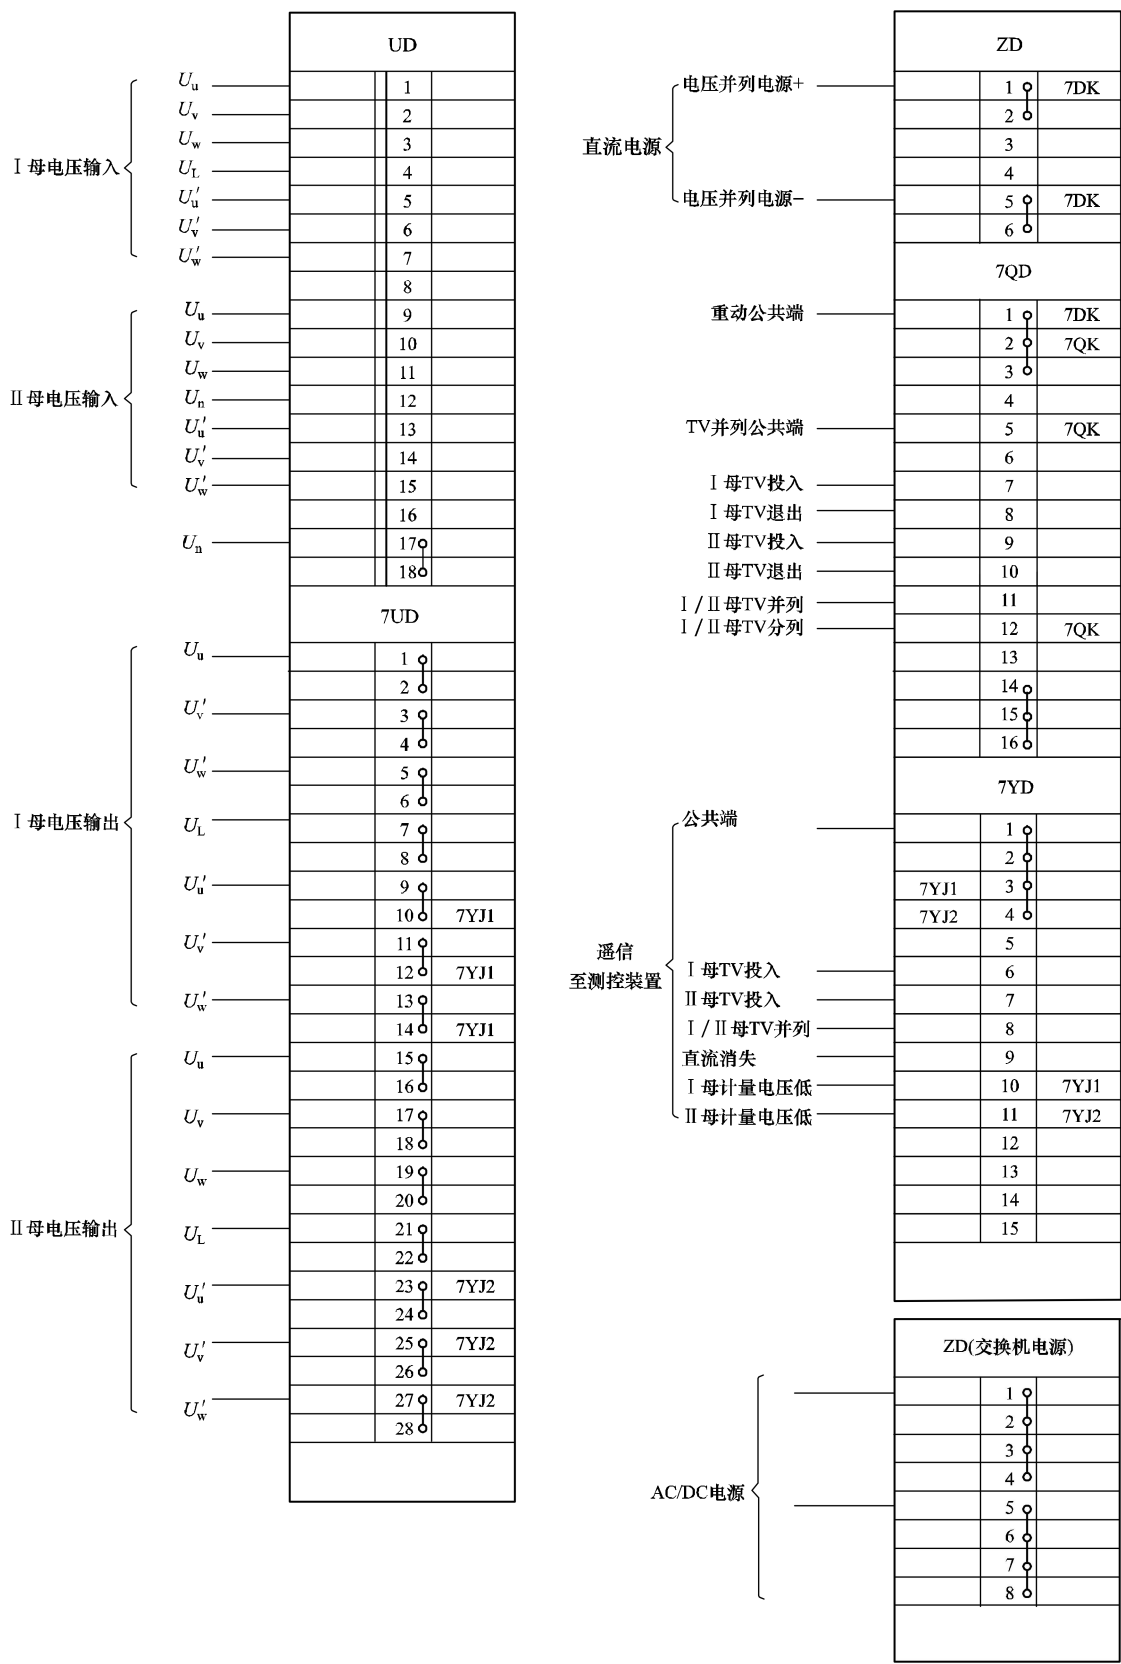 UD
Ⅰ母电压输入
Uu 1
Uv 2
Uw 3
UL 4
Uu′ 5
Uv′ 6
Uw′ 7
8
Ⅱ母电压输入
Uu 9
Uv 10
Uw 11
Un 12
Uu′ 13
Uv′ 14
Uw′ 15
16
Un 17
18
7UD
Ⅰ母电压输出
Uu 1
2
Uv′ 3
4
Uw′ 5
6
UL 7
8
Uu′ 9
10 7YJ1
Uv′ 11
12 7YJ1
Uw′ 13
14 7YJ1
Ⅱ母电压输出
Uu 15
16
Uv 17
18
Uw 19
20
UL 21
22
Uu′ 23 7YJ2
24
Uv′ 25 7YJ2
26
Uw′ 27 7YJ2
28
ZD
直流电源
电压并列电源+ 1 7DK
2
3
4
电压并列电源− 5 7DK
6
7QD
重动公共端 1 7DK
2 7QK
3
4
TV并列公共端 5 7QK
6
Ⅰ母TV投入 7
Ⅰ母TV退出 8
Ⅱ母TV投入 9
Ⅱ母TV退出 10
Ⅰ/Ⅱ母TV并列 11
Ⅰ/Ⅱ母TV分列 12 7QK
13
14
15
16
7YD
遥信
至测控装置
公共端 1
2
7YJ1 3
7YJ2 4
5
Ⅰ母TV投入 6
Ⅱ母TV投入 7
Ⅰ/Ⅱ母TV并列 8
直流消失 9
Ⅰ母计量电压低 10 7YJ1
Ⅱ母计量电压低 11 7YJ2
12
13
14
15
ZD(交换机电源)
AC/DC电源
1
2
3
4
5
6
7
8